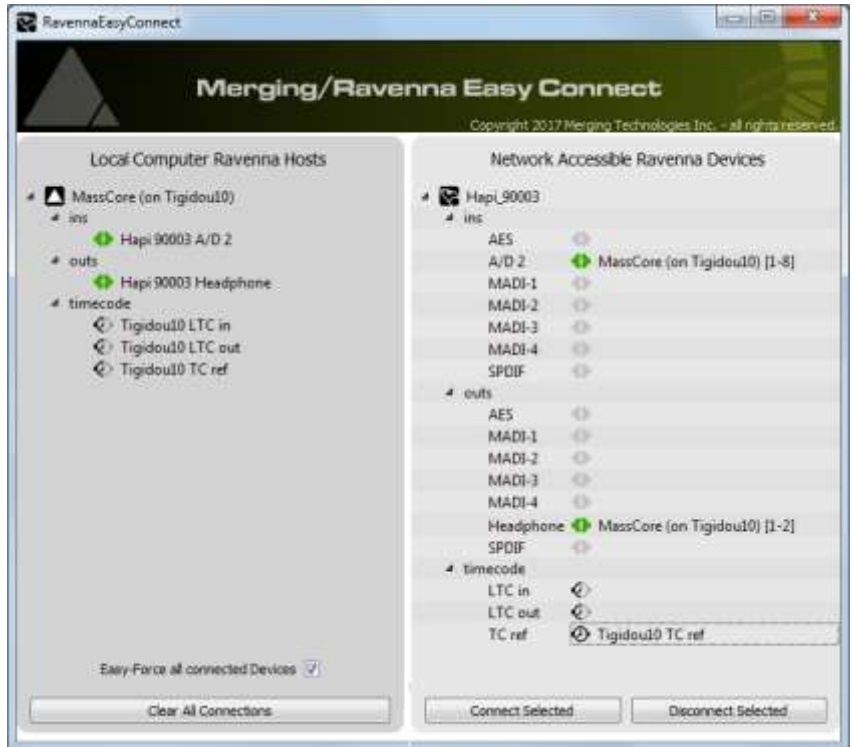 RavennaEasyConnect
Merging/Ravenna Easy Connect
Copyright 2017 Merging Technologies Inc. - all rights reserved
Local Computer Ravenna Hosts
MassCore (on Tigidou10)
ins
Hapi 90003 A/D 2
outs
Hapi 90003 Headphone
timecode
Tigidou10 LTC in
Tigidou10 LTC out
Tigidou10 TC ref
Easy-Force all connected Devices
Clear All Connections
Network Accessible Ravenna Devices
Hapi_90003
ins
AES
A/D 2 MassCore (on Tigidou10) [1-8]
MADI-1
MADI-2
MADI-3
MADI-4
SPDIF
outs
AES
MADI-1
MADI-2
MADI-3
MADI-4
Headphone MassCore (on Tigidou10) [1-2]
SPDIF
timecode
LTC in
LTC out
TC ref Tigidou10 TC ref
Connect Selected
Disconnect Selected